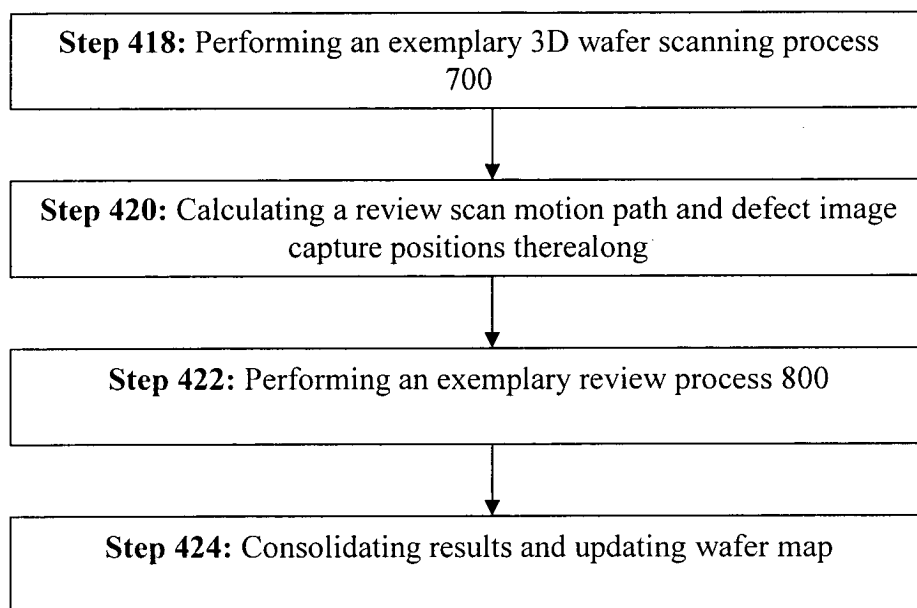 Step 418: Performing an exemplary 3D wafer scanning process
700
Step 420: Calculating a review scan motion path and defect image
capture positions therealong
Step 422: Performing an exemplary review process 800
Step 424: Consolidating results and updating wafer map